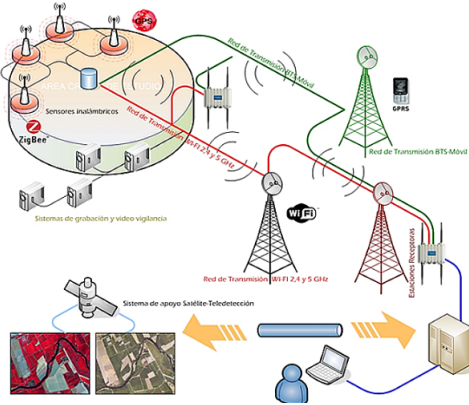 GPS
ÁREA
Sensores inalámbricos
ZigBee
Sistemas de grabación y video vigilancia
Red de Transmisión BTS-Móvil
Red de Transmisión WI-FI 2,4 y 5 GHz
GPRS
Red de Transmisión BTS-Móvil
Wi Fi
Red de Transmisión WI-FI 2,4 y 5 GHz
Estaciones Receptoras
Sistema de apoyo Satélite-Teledetección